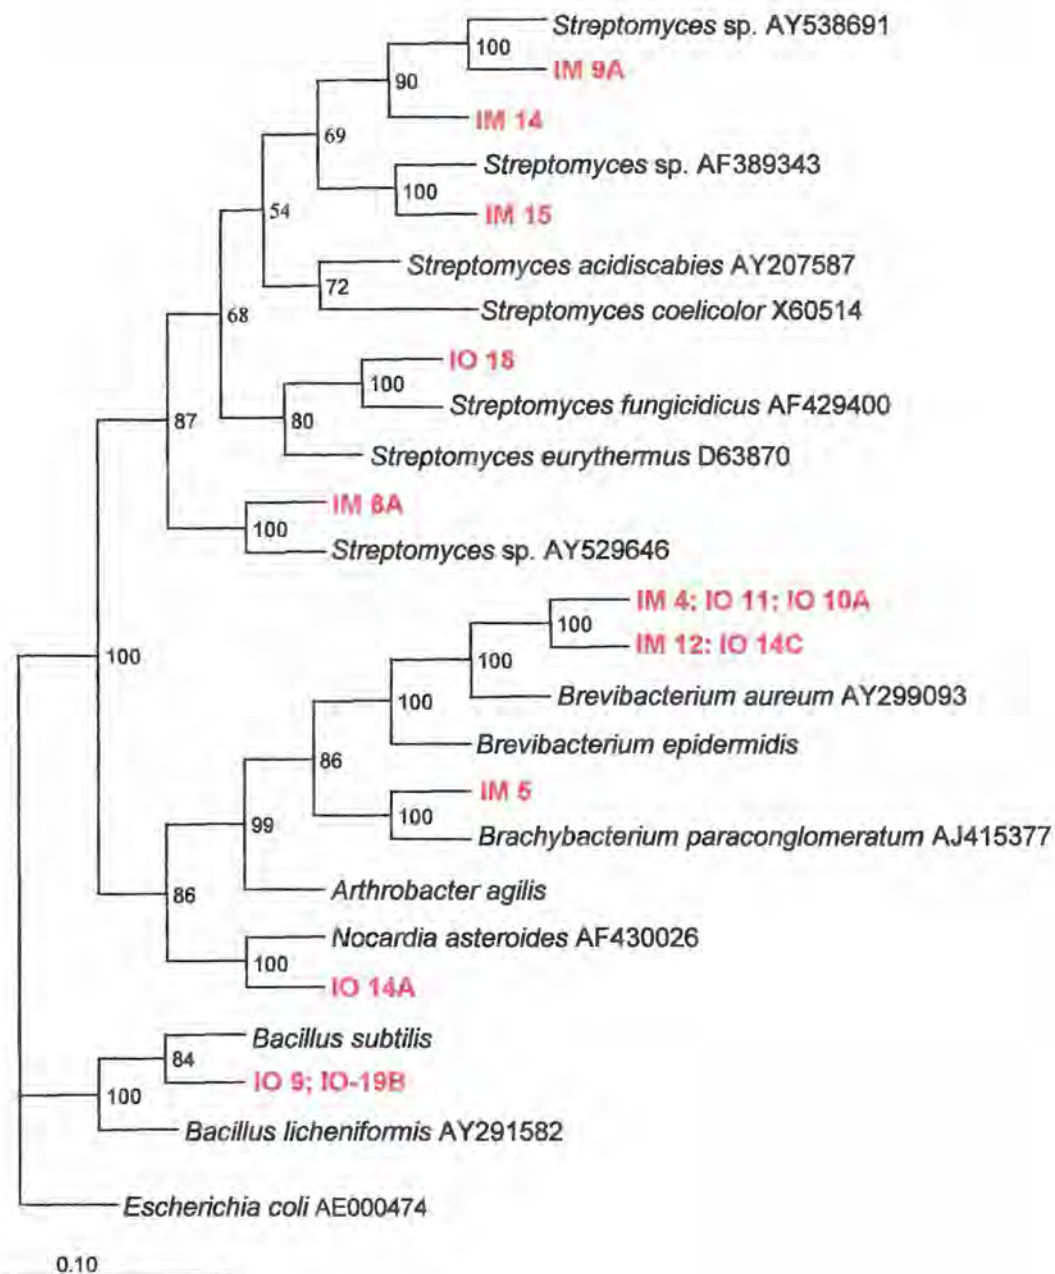 Streptomyces sp. AY538691
100
IM 9A
90
IM 14
69
Streptomyces sp. AF389343
100
IM 15
54
Streptomyces acidiscabies AY207587
72
Streptomyces coelicolor X60514
68
IO 18
100
Streptomyces fungicidicus AF429400
87
80
Streptomyces eurythermus D63870
IM 8A
100
Streptomyces sp. AY529646
IM 4: IO 11: IO 10A
100
IM 12: IO 14C
100
100
Brevibacterium aureum AY299093
100
Brevibacterium epidermidis
86
IM 5
100
99
Brachybacterium paraconglomeratum AJ415377
86
Arthrobacter agilis
Nocardia asteroides AF430026
100
IO 14A
Bacillus subtilis
84
IO 9; IO-19B
100
Bacillus licheniformis AY291582
Escherichia coli AE000474
0.10